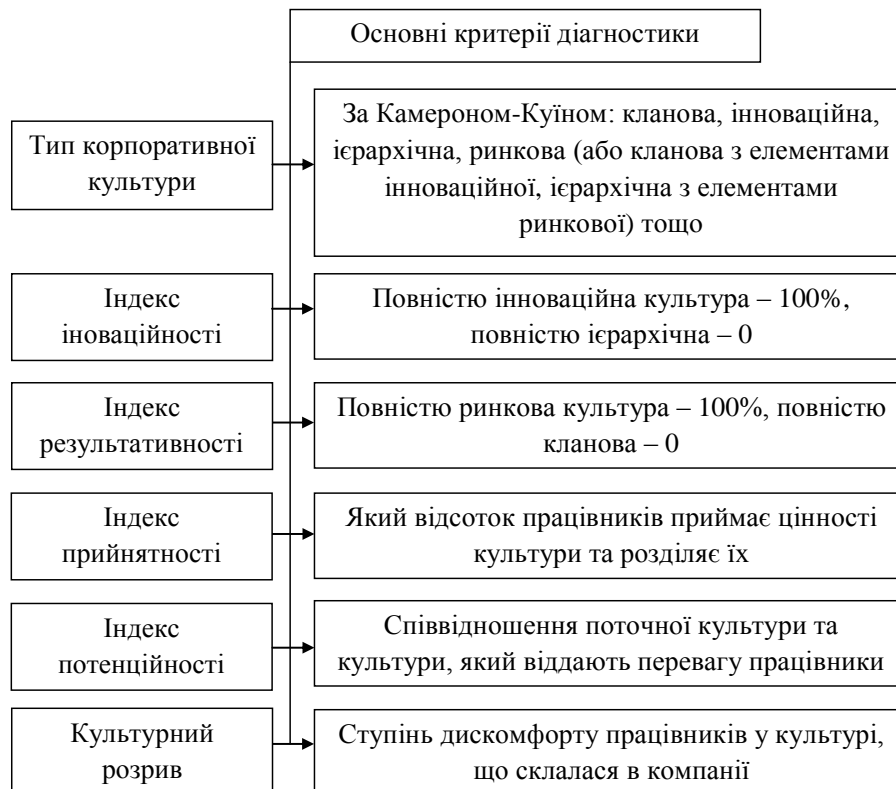 Основні критерії діагностики
Тип корпоративної
культури
За Камероном-Куїном: кланова, інноваційна,
ієрархічна, ринкова (або кланова з елементами
інноваційної, ієрархічна з елементами
ринкової) тощо
Індекс
іноваційності
Повністю інноваційна культура – 100%,
повністю ієрархічна – 0
Індекс
результативності
Повністю ринкова культура – 100%, повністю
кланова – 0
Індекс
прийнятності
Який відсоток працівників приймає цінності
культури та розділяє їх
Індекс
потенційності
Співвідношення поточної культури та
культури, який віддають перевагу працівники
Культурний
розрив
Ступінь дискомфорту працівників у культурі,
що склалася в компанії